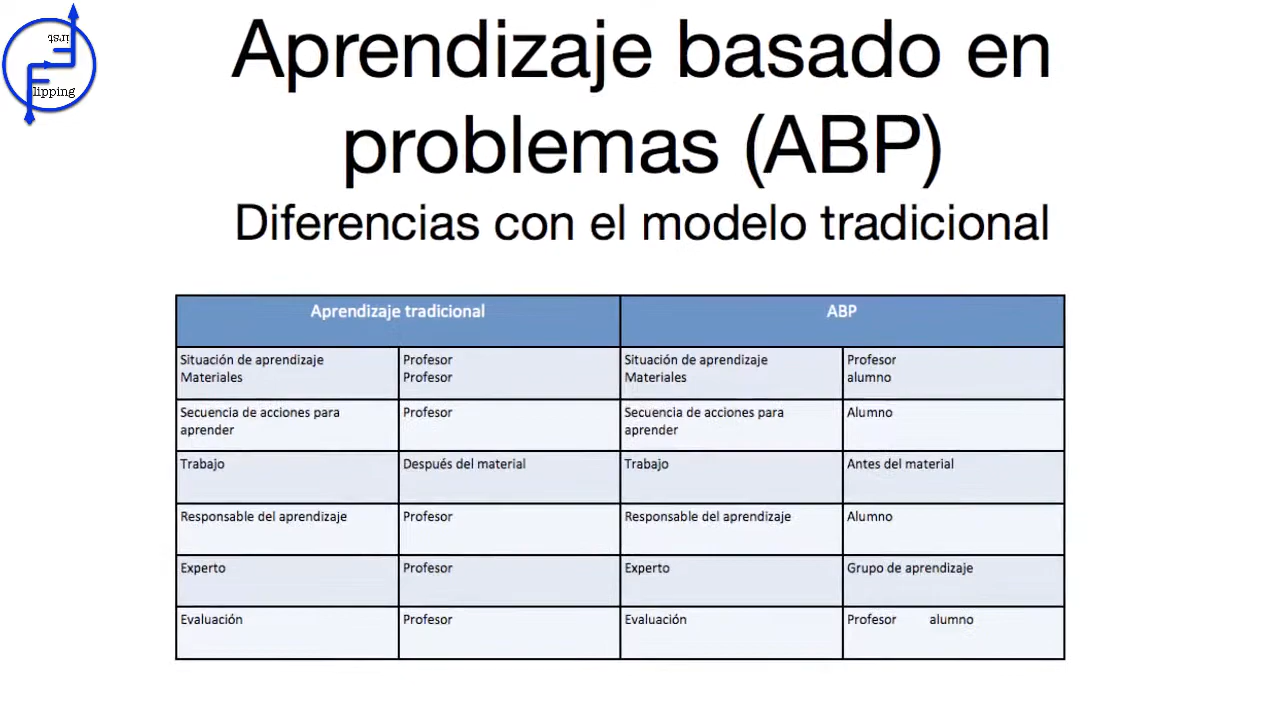 First
Flipping
Aprendizaje basado en
problemas (ABP)
Diferencias con el modelo tradicional
Aprendizaje tradicional ABP
Situación de aprendizaje Profesor Situación de aprendizaje Profesor
Materiales Profesor Materiales alumno
Secuencia de acciones para Profesor Secuencia de acciones para Alumno
aprender aprender
Trabajo Después del material Trabajo Antes del material
Responsable del aprendizaje Profesor Responsable del aprendizaje Alumno
Experto Profesor Experto Grupo de aprendizaje
Evaluación Profesor Evaluación Profesor alumno